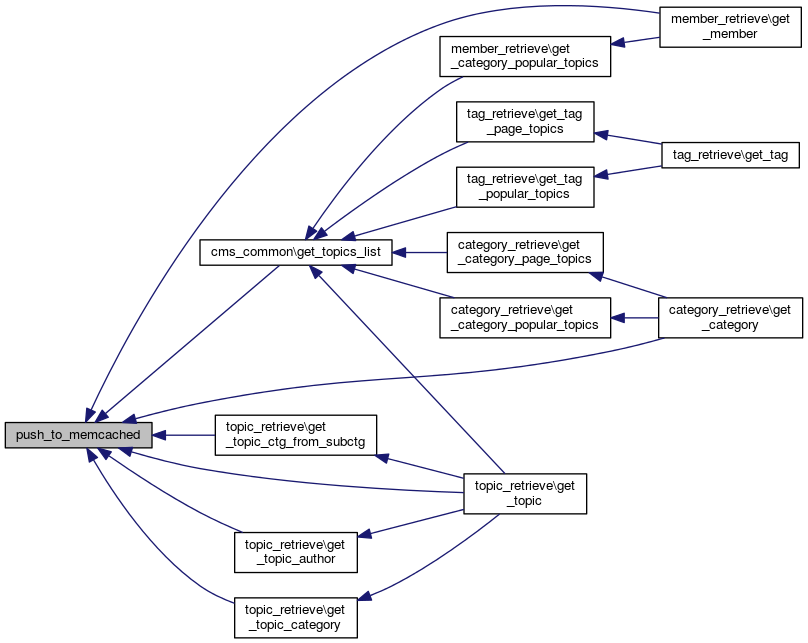 member_retrieve\get
_member
member_retrieve\get
_category_popular_topics
tag_retrieve\get_tag
_page_topics
tag_retrieve\get_tag
tag_retrieve\get_tag
_popular_topics
cms_common\get_topics_list
category_retrieve\get
_category_page_topics
category_retrieve\get
_category_popular_topics
category_retrieve\get
_category
push_to_memcached
topic_retrieve\get
_topic_ctg_from_subctg
topic_retrieve\get
_topic
topic_retrieve\get
_topic_author
topic_retrieve\get
_topic_category